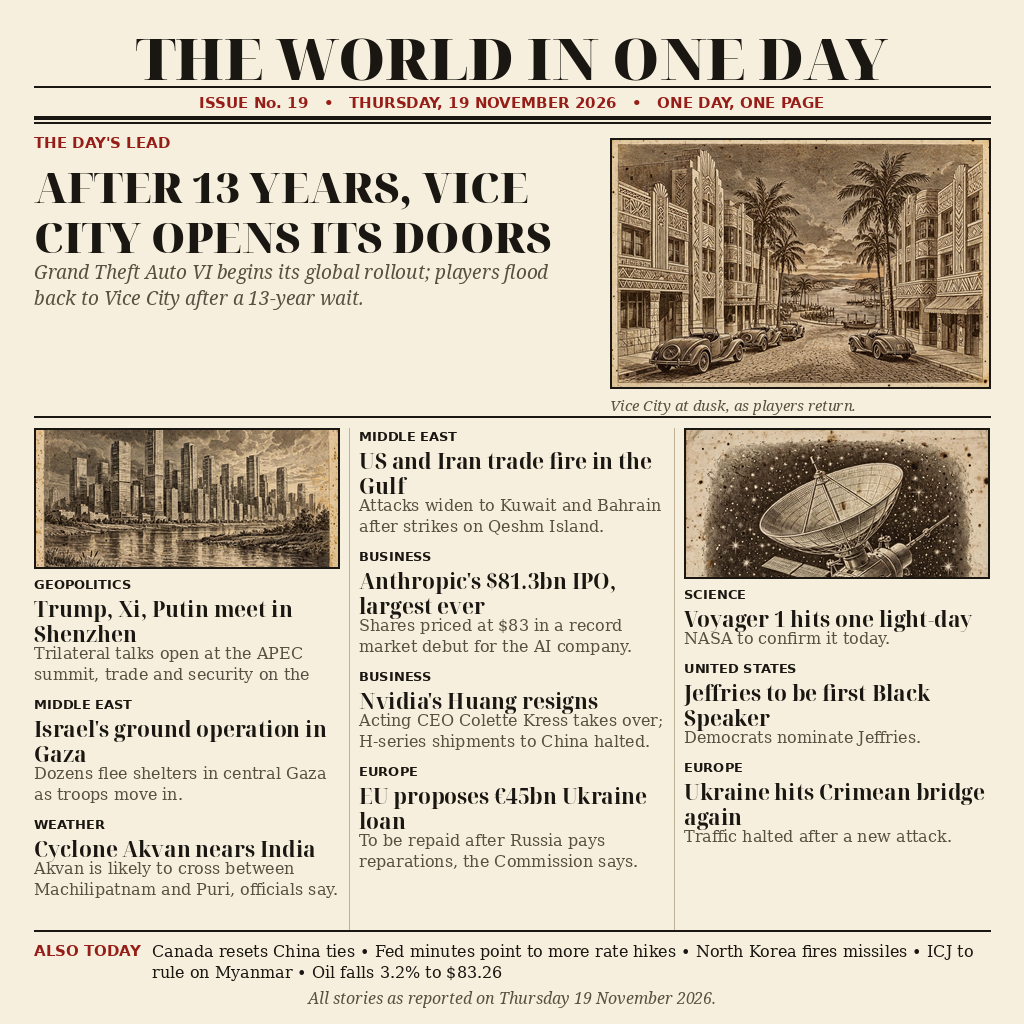 THE WORLD IN ONE DAY
ISSUE No. 19 • THURSDAY, 19 NOVEMBER 2026 • ONE DAY, ONE PAGE
THE DAY'S LEAD
AFTER 13 YEARS, VICE
CITY OPENS ITS DOORS
Grand Theft Auto VI begins its global rollout; players flood
back to Vice City after a 13-year wait.
Vice City at dusk, as players return.
GEOPOLITICS
Trump, Xi, Putin meet in
Shenzhen
Trilateral talks open at the APEC
summit, trade and security on the
MIDDLE EAST
Israel's ground operation in
Gaza
Dozens flee shelters in central Gaza
as troops move in.
WEATHER
Cyclone Akvan nears India
Akvan is likely to cross between
Machilipatnam and Puri, officials say.
MIDDLE EAST
US and Iran trade fire in the
Gulf
Attacks widen to Kuwait and Bahrain
after strikes on Qeshm Island.
BUSINESS
Anthropic's $81.3bn IPO,
largest ever
Shares priced at $83 in a record
market debut for the AI company.
BUSINESS
Nvidia's Huang resigns
Acting CEO Colette Kress takes over;
H-series shipments to China halted.
EUROPE
EU proposes €45bn Ukraine
loan
To be repaid after Russia pays
reparations, the Commission says.
SCIENCE
Voyager 1 hits one light-day
NASA to confirm it today.
UNITED STATES
Jeffries to be first Black
Speaker
Democrats nominate Jeffries.
EUROPE
Ukraine hits Crimean bridge
again
Traffic halted after a new attack.
ALSO TODAY Canada resets China ties • Fed minutes point to more rate hikes • North Korea fires missiles • ICJ to
rule on Myanmar • Oil falls 3.2% to $83.26
All stories as reported on Thursday 19 November 2026.